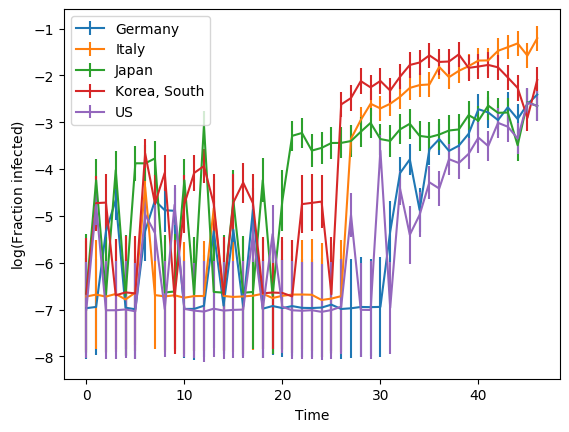 Germany
Italy
Japan
Korea, South
US
log(Fraction infected)
−1
−2
−3
−4
−5
−6
−7
−8
0
10
20
30
40
Time